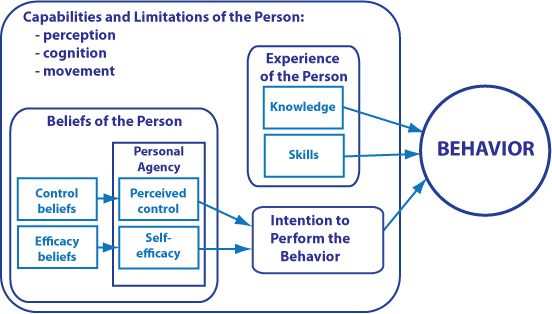 Capabilities and Limitations of the Person:
- perception
- cognition
- movement
Experience
of the Person
Knowledge
Skills
BEHAVIOR
Beliefs of the Person
Personal
Agency
Control
beliefs
Perceived
control
Efficacy
beliefs
Self-
efficacy
Intention to
Perform the
Behavior